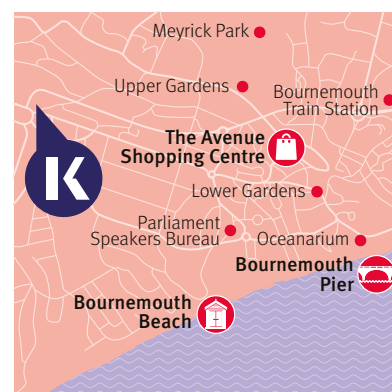 Meyrick Park
Upper Gardens
Bournemouth
Train Station
The Avenue
Shopping Centre
K
Lower Gardens
Parliament
Speakers Bureau
Oceanarium
Bournemouth
Pier
Bournemouth
Beach